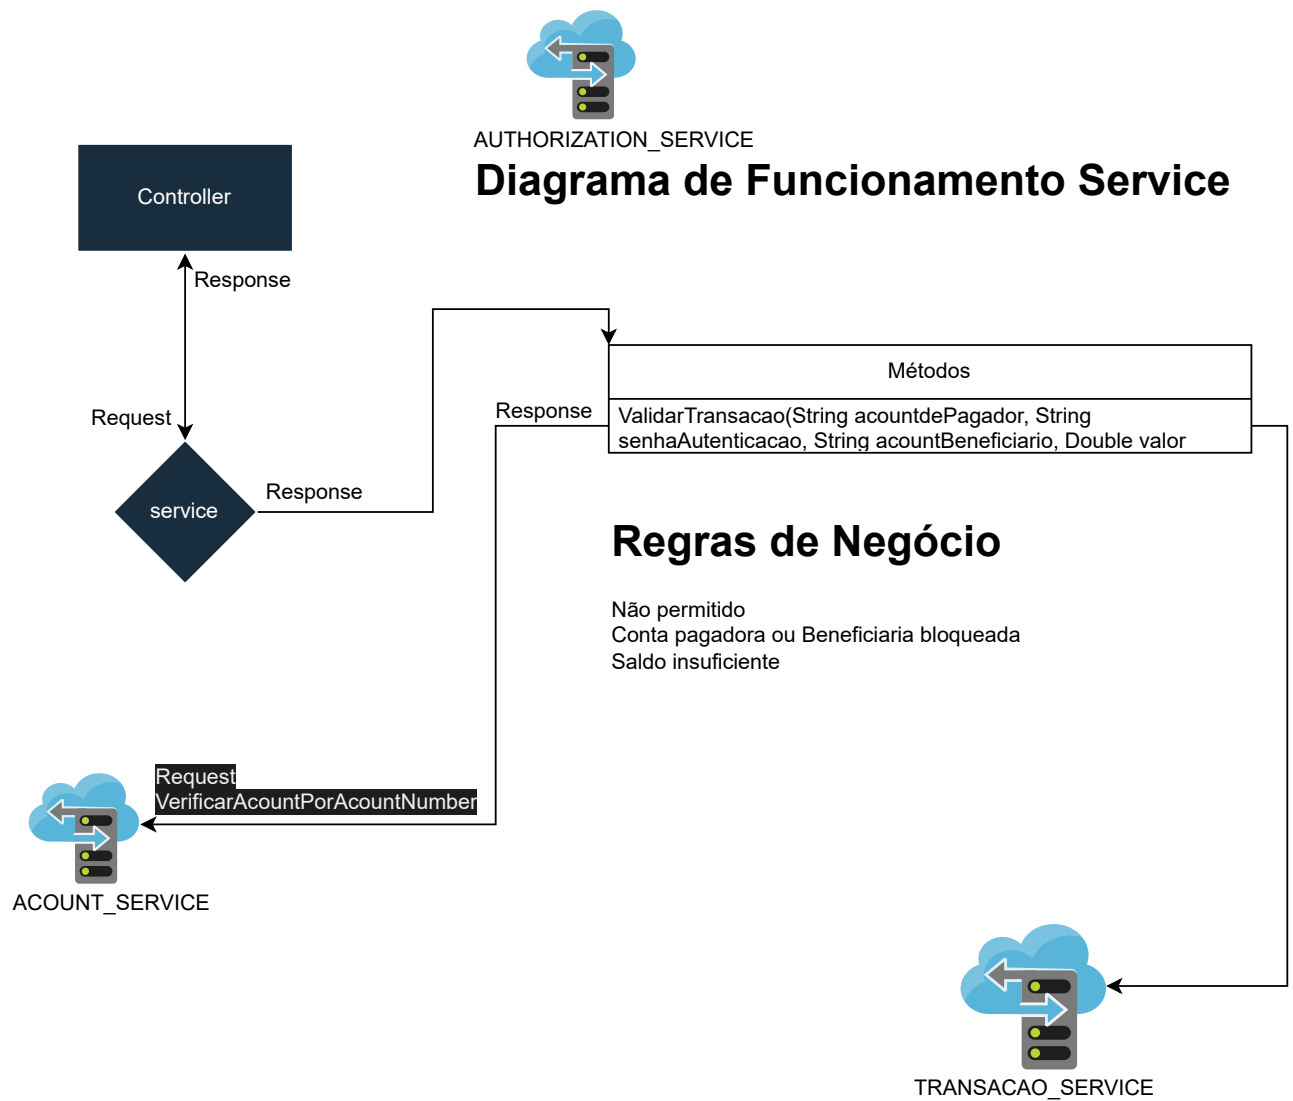 AUTHORIZATION_SERVICE
Diagrama de Funcionamento Service
Controller
Response
Request
service
Response
Métodos
Response
ValidarTransacao(String acountdePagador, String
senhaAutenticacao, String acountBeneficiario, Double valor
Regras de Negócio
Não permitido
Conta pagadora ou Beneficiaria bloqueada
Saldo insuficiente
Request
VerificarAcountPorAcountNumber
ACOUNT_SERVICE
TRANSACAO_SERVICE